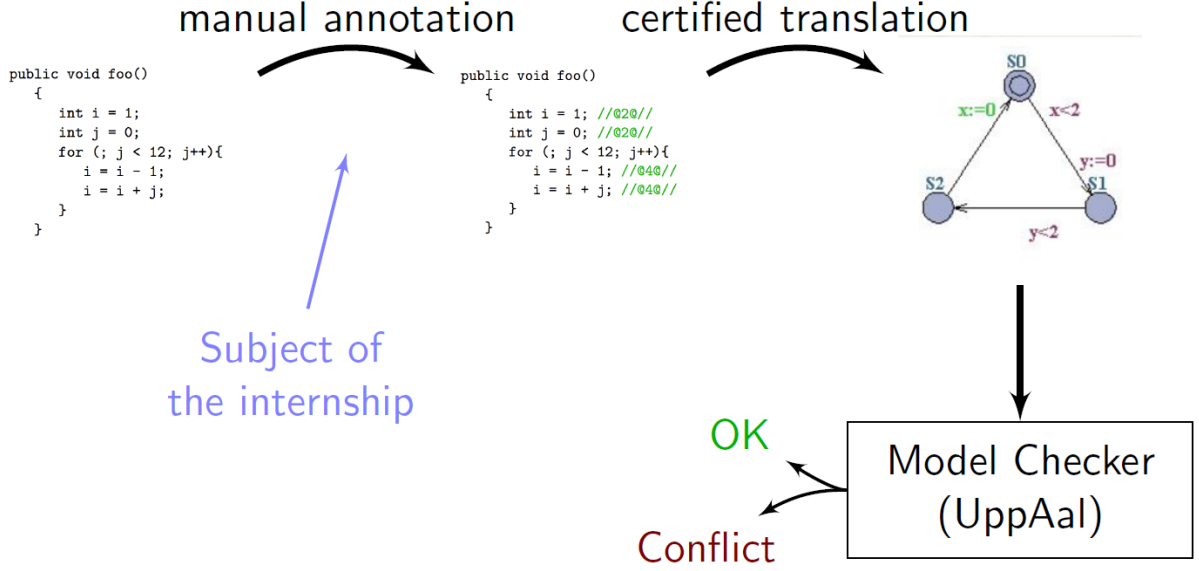 manual annotation
certified translation
public void foo()
{
int i = 1;
int j = 0;
for (; j < 12; j++){
i = i - 1;
i = i + j;
}
}
public void foo()
{
int i = 1; //@2@//
int j = 0; //@2@//
for (; j < 12; j++){
i = i - 1; //@4@//
i = i + j; //@4@//
}
}
S0
x:=0
x<2
y:=0
S2
S1
y<2
Subject of
the internship
OK
Conflict
Model Checker
(UppAal)